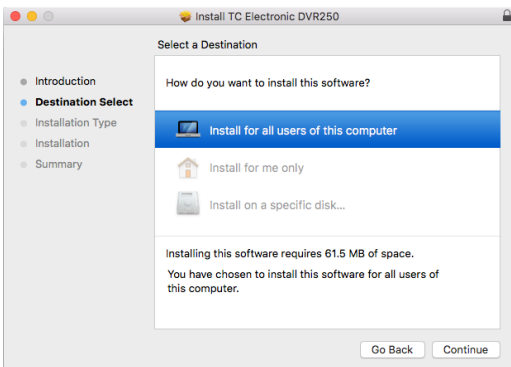 Install TC Electronic DVR250
Select a Destination
Introduction
Destination Select
Installation Type
Installation
Summary
How do you want to install this software?
Install for all users of this computer
Install for me only
Install on a specific disk...
Installing this software requires 61.5 MB of space.
You have chosen to install this software for all users of
this computer.
Go Back
Continue